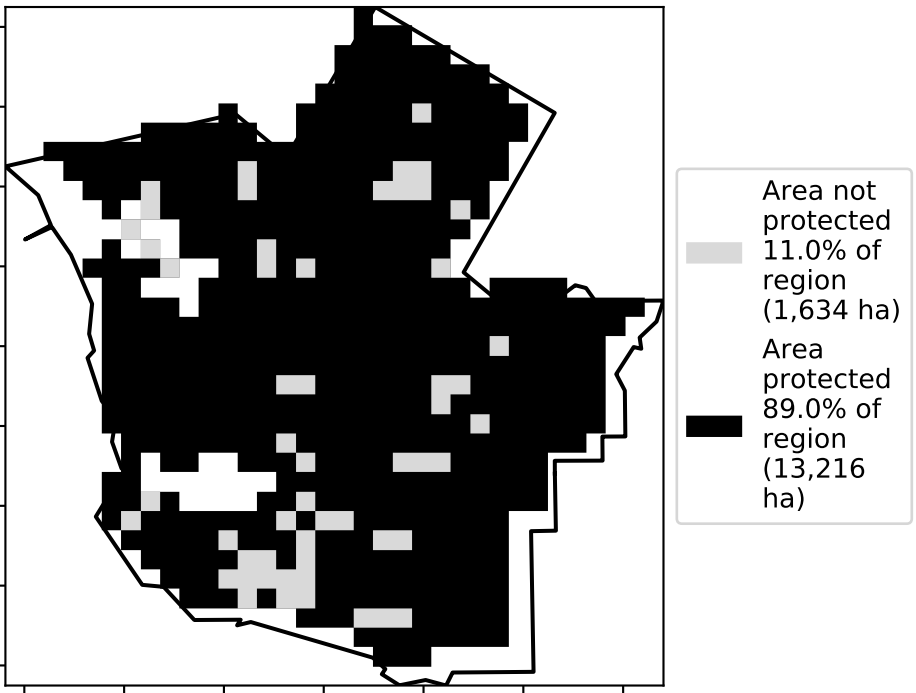 Area not
protected
11.0% of
region
(1,634 ha)
Area
protected
89.0% of
region
(13,216
ha)